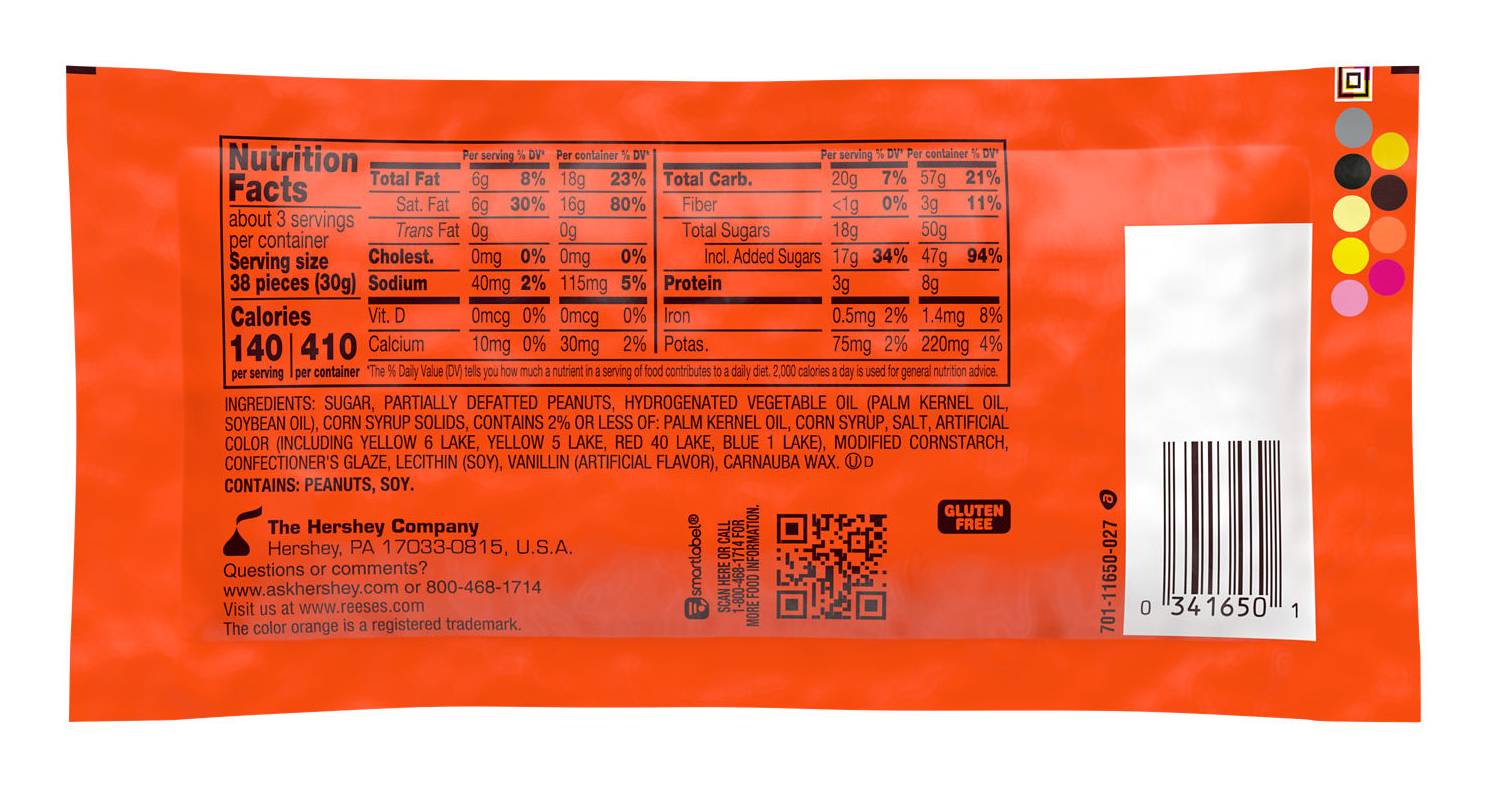 Nutrition
Facts
about 3 servings
per container
Serving size
38 pieces (30g)
Calories
140 410
per serving per container
Per serving % DV* Per container % DV*
Total Fat 6g 8% 18g 23%
Sat. Fat 6g 30% 16g 80%
Trans Fat 0g 0g
Cholest. 0mg 0% 0mg 0%
Sodium 40mg 2% 115mg 5%
Vit. D 0mcg 0% 0mcg 0%
Calcium 10mg 0% 30mg 2%
Per serving % DV* Per container % DV*
Total Carb. 20g 7% 57g 21%
Fiber <1g 0% 3g 11%
Total Sugars 18g 50g
Incl. Added Sugars 17g 34% 47g 94%
Protein 3g 8g
Iron 0.5mg 2% 1.4mg 8%
Potas. 75mg 2% 220mg 4%
*The % Daily Value (DV) tells you how much a nutrient in a serving of food contributes to a daily diet. 2,000 calories a day is used for general nutrition advice.
INGREDIENTS: SUGAR, PARTIALLY DEFATTED PEANUTS, HYDROGENATED VEGETABLE OIL (PALM KERNEL OIL,
SOYBEAN OIL), CORN SYRUP SOLIDS, CONTAINS 2% OR LESS OF: PALM KERNEL OIL, CORN SYRUP, SALT, ARTIFICIAL
COLOR (INCLUDING YELLOW 6 LAKE, YELLOW 5 LAKE, RED 40 LAKE, BLUE 1 LAKE), MODIFIED CORNSTARCH,
CONFECTIONER'S GLAZE, LECITHIN (SOY), VANILLIN (ARTIFICIAL FLAVOR), CARNAUBA WAX. Ⓤ D
CONTAINS: PEANUTS, SOY.
The Hershey Company
Hershey, PA 17033-0815, U.S.A.
Questions or comments?
www.askhershey.com or 800-468-1714
Visit us at www.reeses.com
The color orange is a registered trademark.
smartlabel®
SCAN HERE OR CALL
1-800-468-1714 FOR
MORE FOOD INFORMATION.
GLUTEN
FREE
701-11650-027 ⓐ
0 341650 1